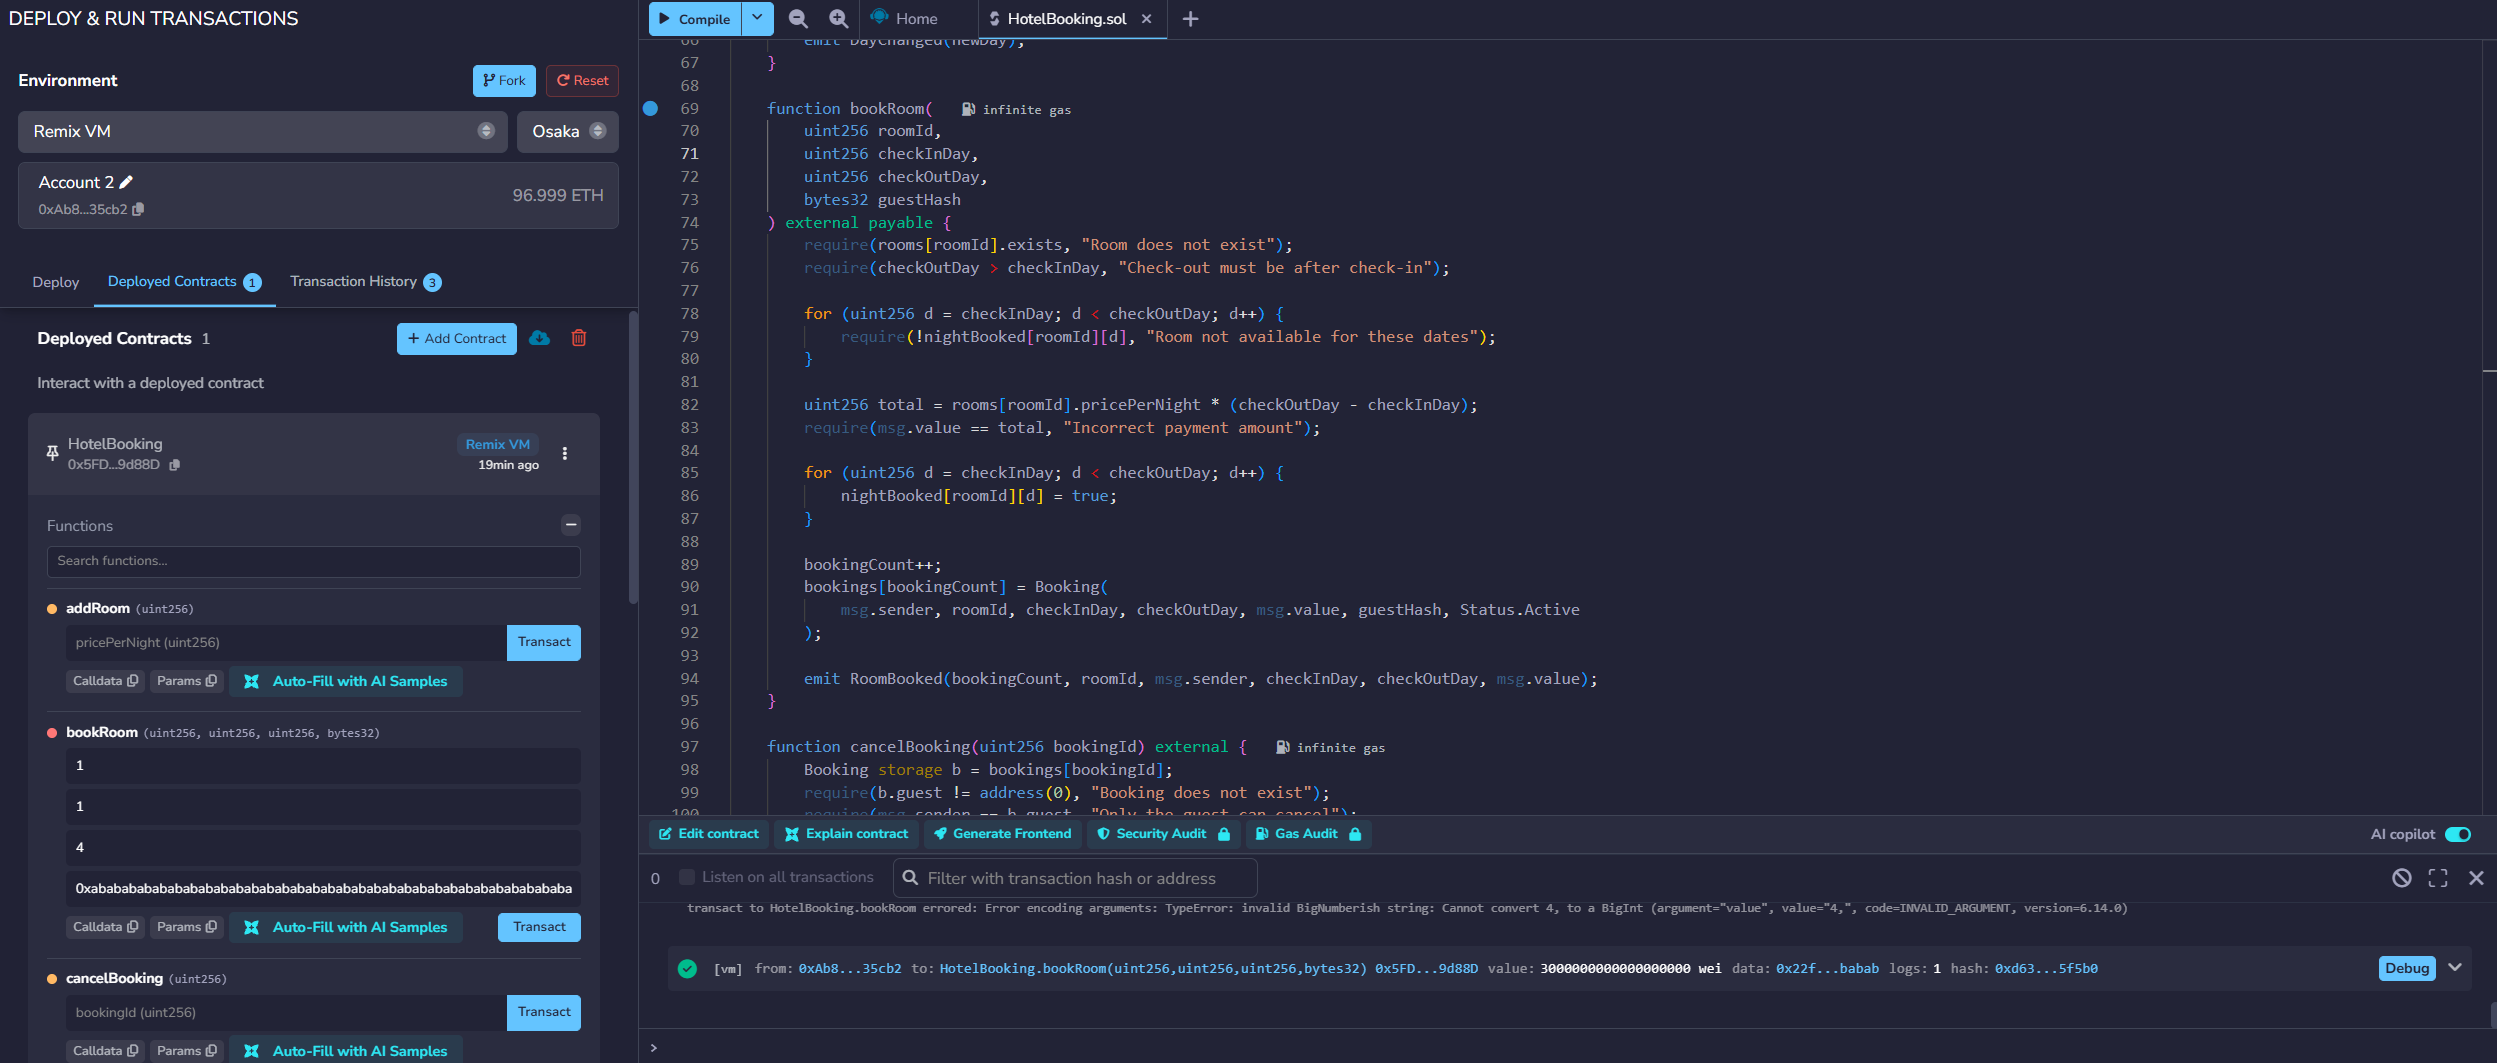 DEPLOY & RUN TRANSACTIONS
Environment
Fork
Reset
Remix VM
Osaka
Account 2
0xAb8...35cb2
96.999 ETH
Deploy
Deployed Contracts 1
Transaction History 3
Deployed Contracts 1
+ Add Contract
Interact with a deployed contract
HotelBooking
0x5FD...9d88D
Remix VM
19min ago
Functions
Search functions...
addRoom (uint256)
pricePerNight (uint256)
Transact
Calldata
Params
Auto-Fill with AI Samples
bookRoom (uint256, uint256, uint256, bytes32)
1
1
4
Calldata
Params
Auto-Fill with AI Samples
Transact
cancelBooking (uint256)
bookingId (uint256)
Transact
Calldata
Params
Auto-Fill with AI Samples
Compile
Home
HotelBooking.sol
66 emit DayChanged(newDay);
67 }
68
69 function bookRoom( infinite gas
70 uint256 roomId,
71 uint256 checkInDay,
72 uint256 checkOutDay,
73 bytes32 guestHash
74 ) external payable {
75 require(rooms[roomId].exists, "Room does not exist");
76 require(checkOutDay > checkInDay, "Check-out must be after check-in");
77
78 for (uint256 d = checkInDay; d < checkOutDay; d++) {
79 require(!nightBooked[roomId][d], "Room not available for these dates");
80 }
81
82 uint256 total = rooms[roomId].pricePerNight * (checkOutDay - checkInDay);
83 require(msg.value == total, "Incorrect payment amount");
84
85 for (uint256 d = checkInDay; d < checkOutDay; d++) {
86 nightBooked[roomId][d] = true;
87 }
88
89 bookingCount++;
90 bookings[bookingCount] = Booking(
91 msg.sender, roomId, checkInDay, checkOutDay, msg.value, guestHash, Status.Active
92 );
93
94 emit RoomBooked(bookingCount, roomId, msg.sender, checkInDay, checkOutDay, msg.value);
95 }
96
97 function cancelBooking(uint256 bookingId) external { infinite gas
98 Booking storage b = bookings[bookingId];
99 require(b.guest != address(0), "Booking does not exist");
100 require(msg.sender == b.guest, "Only the guest can cancel");
Edit contract
Explain contract
Generate Frontend
Security Audit
Gas Audit
AI copilot
0
Listen on all transactions
Filter with transaction hash or address
transact to HotelBooking.bookRoom errored: Error encoding arguments: TypeError: invalid BigNumberish string: Cannot convert 4, to a BigInt (argument="value", value="4,", code=INVALID_ARGUMENT, version=6.14.0)
[vm] from: 0xAb8...35cb2 to: HotelBooking.bookRoom(uint256,uint256,uint256,bytes32) 0x5FD...9d88D value: 3000000000000000000 wei data: 0x22f...babab logs: 1 hash: 0xd63...5f5b0
Debug
>